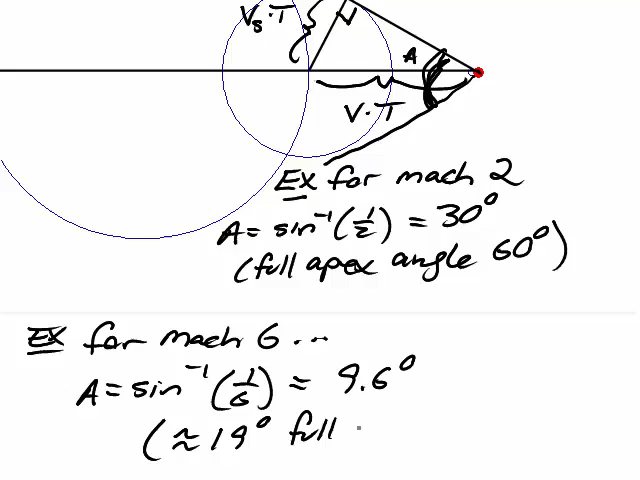 Vs·T
A
V·T
Ex for mach 2
A = sin⁻¹(1/2) = 30°
(full apex angle 60°)
Ex for mach 6 ...
A = sin⁻¹(1/6) ≈ 9.6°
(≈19° full